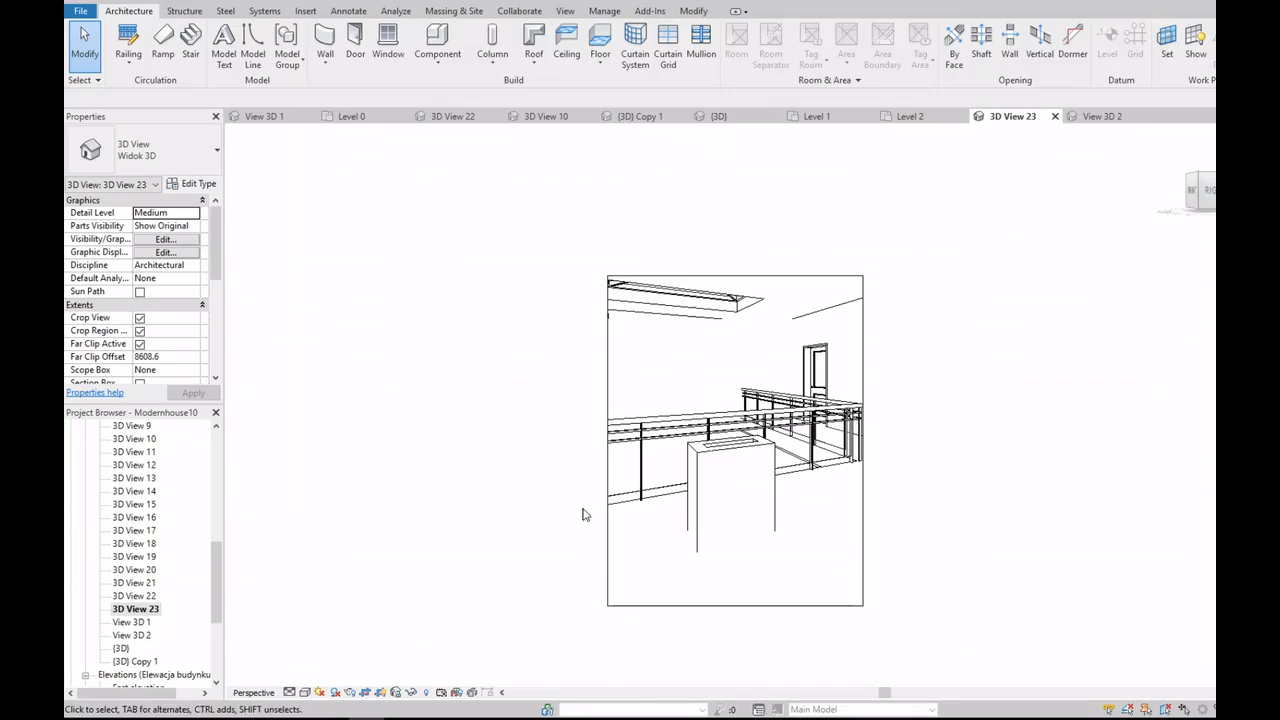 File Architecture Structure Steel Systems Insert Annotate Analyze Massing & Site Collaborate View Manage Add-Ins Modify
Modify Railing Ramp Stair Model Text Model Line Model Group Wall Door Window Component Column Roof Ceiling Floor Curtain System Curtain Grid Mullion Room Room Separator Tag Room Area Area Boundary Tag Area By Face Shaft Wall Vertical Dormer Level Grid Set Show
Select Circulation Model Build Room & Area Opening Datum Work P
Properties View 3D 1 Level 0 3D View 22 3D View 10 {3D} Copy 1 {3D} Level 1 Level 2 3D View 23 View 3D 2
3D View
Widok 3D
3D View: 3D View 23 Edit Type
Graphics
Detail Level Medium
Parts Visibility Show Original
Visibility/Grap... Edit...
Graphic Displ... Edit...
Discipline Architectural
Default Analy... None
Sun Path
Extents
Crop View
Crop Region ...
Far Clip Active
Far Clip Offset 8608.6
Scope Box None
Section Box
Properties help Apply
Project Browser - Modernhouse10
3D View 9
3D View 10
3D View 11
3D View 12
3D View 13
3D View 14
3D View 15
3D View 16
3D View 17
3D View 18
3D View 19
3D View 20
3D View 21
3D View 22
3D View 23
View 3D 1
View 3D 2
{3D}
{3D} Copy 1
Elevations (Elewacja budynku
Perspective
Click to select, TAB for alternates, CTRL adds, SHIFT unselects. :0 Main Model